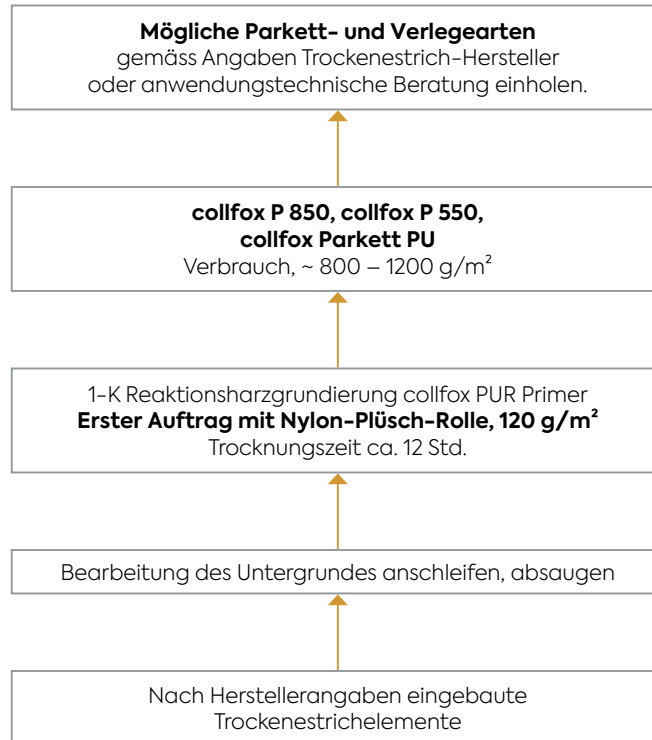 Mögliche Parkett- und Verlegearten
gemäss Angaben Trockenestrich-Hersteller
oder anwendungstechnische Beratung einholen.
collfox P 850, collfox P 550,
collfox Parkett PU
Verbrauch, ~ 800 – 1200 g/m²
1-K Reaktionsharzgrundierung collfox PUR Primer
Erster Auftrag mit Nylon-Plüsch-Rolle, 120 g/m²
Trocknungszeit ca. 12 Std.
Bearbeitung des Untergrundes anschleifen, absaugen
Nach Herstellerangaben eingebaute
Trockenestrichelemente